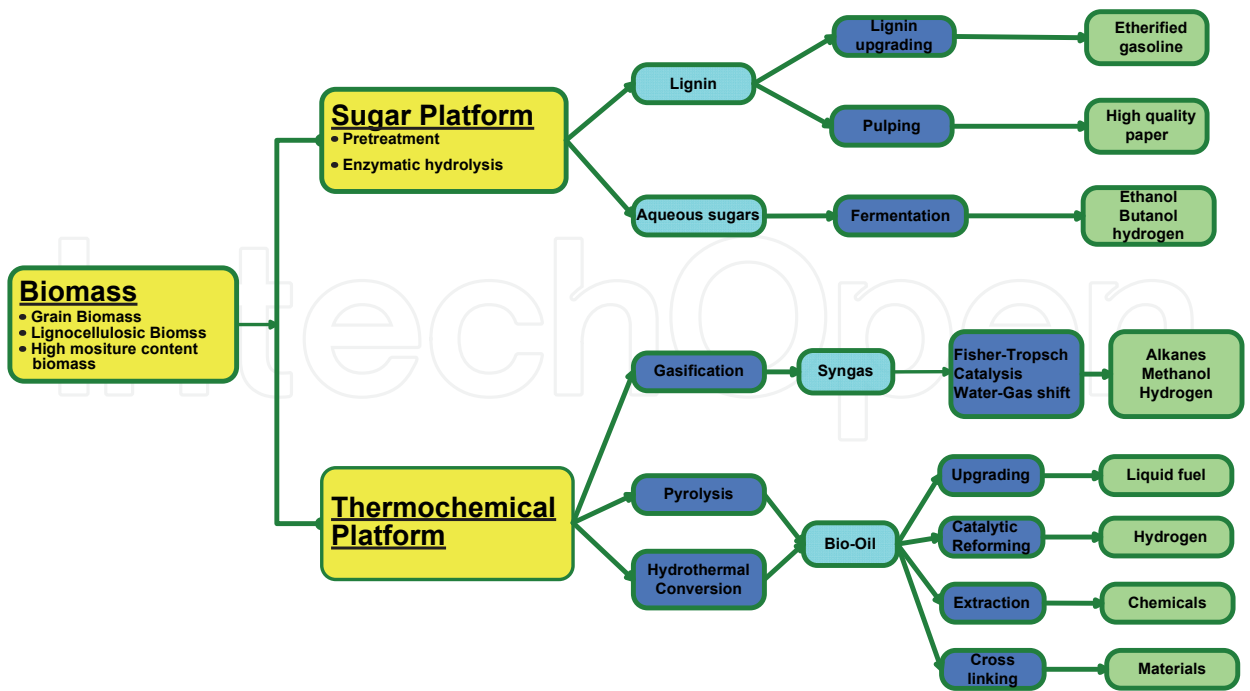 Biomass
• Grain Biomass
• Lignocellulosic Biomss
• High mositure content
biomass
Sugar Platform
• Pretreatment
• Enzymatic hydrolysis
Lignin
Lignin
upgrading
Etherified
gasoline
Pulping
High quality
paper
Aqueous sugars
Fermentation
Ethanol
Butanol
hydrogen
Thermochemical
Platform
Gasification
Syngas
Fisher-Tropsch
Catalysis
Water-Gas shift
Alkanes
Methanol
Hydrogen
Pyrolysis
Hydrothermal
Conversion
Bio-Oil
Upgrading
Liquid fuel
Catalytic
Reforming
Hydrogen
Extraction
Chemicals
Cross
linking
Materials
IntechOpen